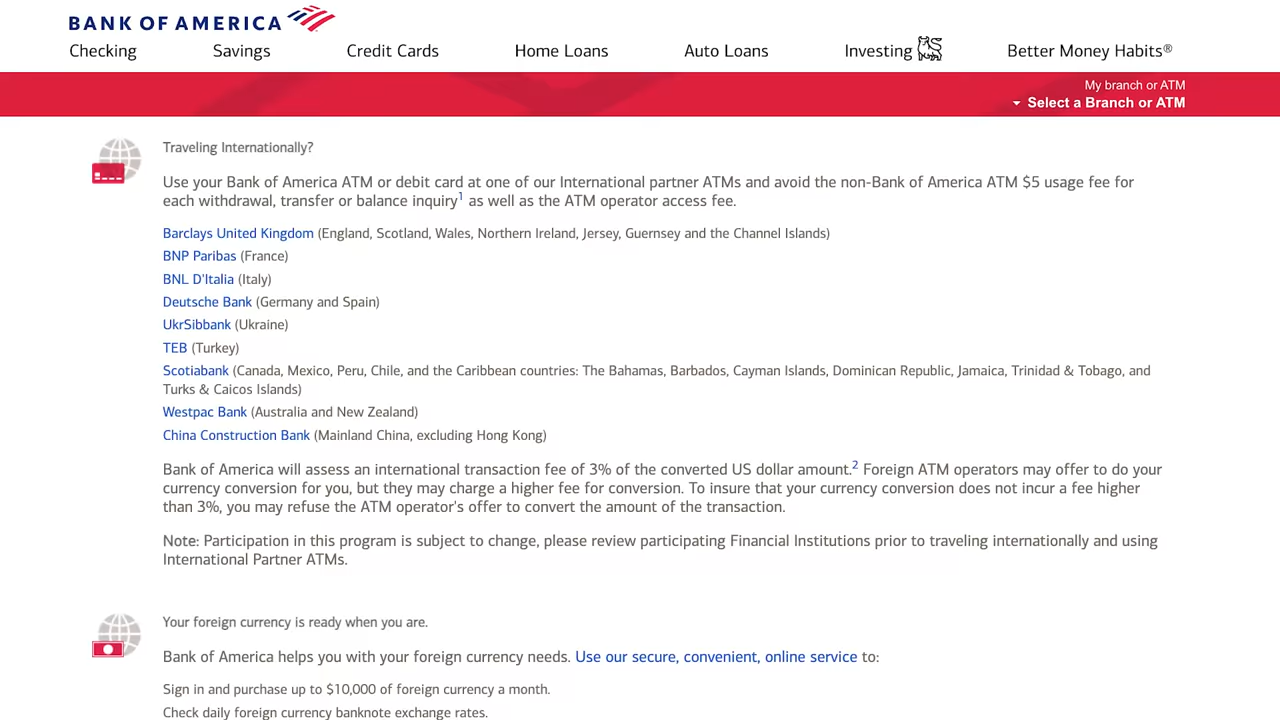 BANK OF AMERICA
Checking Savings Credit Cards Home Loans Auto Loans Investing Better Money Habits®
My branch or ATM
Select a Branch or ATM
Traveling Internationally?
Use your Bank of America ATM or debit card at one of our International partner ATMs and avoid the non-Bank of America ATM $5 usage fee for
each withdrawal, transfer or balance inquiry1 as well as the ATM operator access fee.
Barclays United Kingdom (England, Scotland, Wales, Northern Ireland, Jersey, Guernsey and the Channel Islands)
BNP Paribas (France)
BNL D'Italia (Italy)
Deutsche Bank (Germany and Spain)
UkrSibbank (Ukraine)
TEB (Turkey)
Scotiabank (Canada, Mexico, Peru, Chile, and the Caribbean countries: The Bahamas, Barbados, Cayman Islands, Dominican Republic, Jamaica, Trinidad & Tobago, and
Turks & Caicos Islands)
Westpac Bank (Australia and New Zealand)
China Construction Bank (Mainland China, excluding Hong Kong)
Bank of America will assess an international transaction fee of 3% of the converted US dollar amount.2 Foreign ATM operators may offer to do your
currency conversion for you, but they may charge a higher fee for conversion. To insure that your currency conversion does not incur a fee higher
than 3%, you may refuse the ATM operator's offer to convert the amount of the transaction.
Note: Participation in this program is subject to change, please review participating Financial Institutions prior to traveling internationally and using
International Partner ATMs.
Your foreign currency is ready when you are.
Bank of America helps you with your foreign currency needs. Use our secure, convenient, online service to:
Sign in and purchase up to $10,000 of foreign currency a month.
Check daily foreign currency banknote exchange rates.